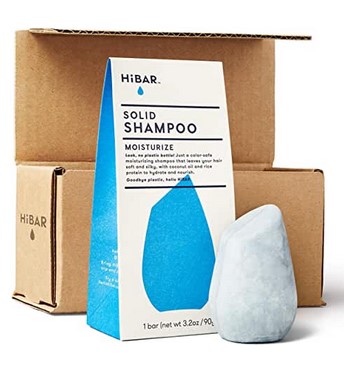 HiBAR™
SOLID
SHAMPOO
MOISTURIZE
Look, no plastic bottle! Just a color-safe
moisturizing shampoo that leaves your hair
soft and silky, with coconut oil and rice
protein to hydrate and nourish.
Goodbye plastic, hello HiBAR
1 bar (net wt 3.2oz/90g
HiBAR